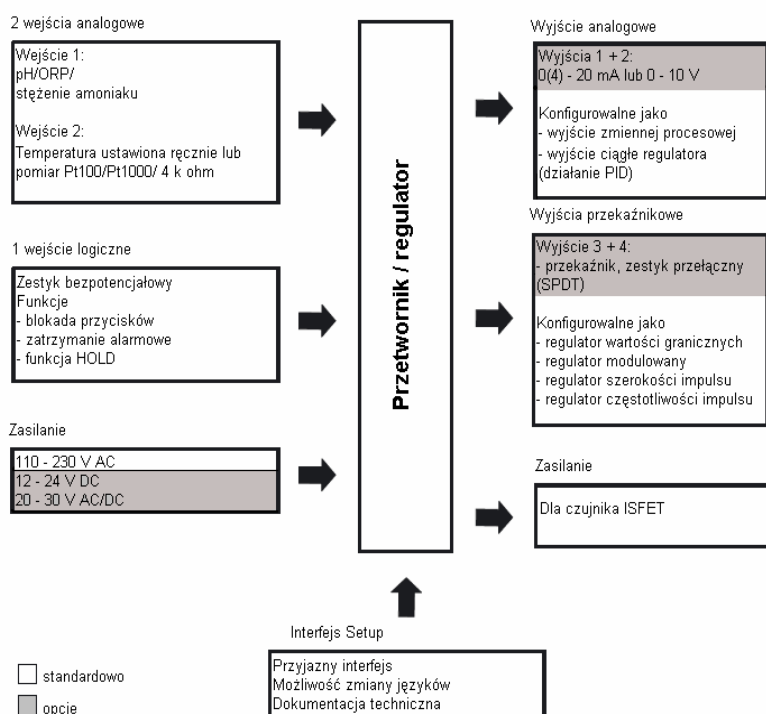 2 wejścia analogowe
Wejście 1:
pH/ORP/
stężenie amoniaku
Wejście 2:
Temperatura ustawiona ręcznie lub
pomiar Pt100/Pt1000/ 4 k ohm
1 wejście logiczne
Zestyk bezpotencjałowy
Funkcje
- blokada przycisków
- zatrzymanie alarmowe
- funkcja HOLD
Zasilanie
110 - 230 V AC
12 - 24 V DC
20 - 30 V AC/DC
Przetwornik / regulator
Wyjście analogowe
Wyjścia 1 + 2:
0(4) - 20 mA lub 0 - 10 V
Konfigurowalne jako
- wyjście zmiennej procesowej
- wyjście ciągłe regulatora
(działanie PID)
Wyjścia przekaźnikowe
Wyjście 3 + 4:
- przekaźnik, zestyk przełączny
(SPDT)
Konfigurowalne jako
- regulator wartości granicznych
- regulator modulowany
- regulator szerokości impulsu
- regulator częstotliwości impulsu
Zasilanie
Dla czujnika ISFET
Interfejs Setup
Przyjazny interfejs
Możliwość zmiany języków
Dokumentacja techniczna
standardowo
opcje